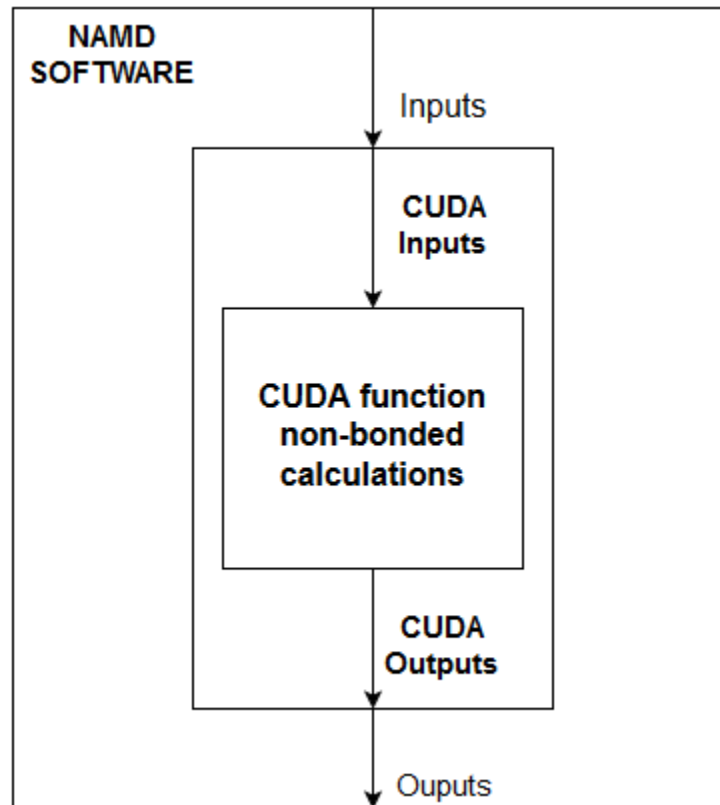 NAMD
SOFTWARE
Inputs
CUDA
Inputs
CUDA function
non-bonded
calculations
CUDA
Outputs
Ouputs